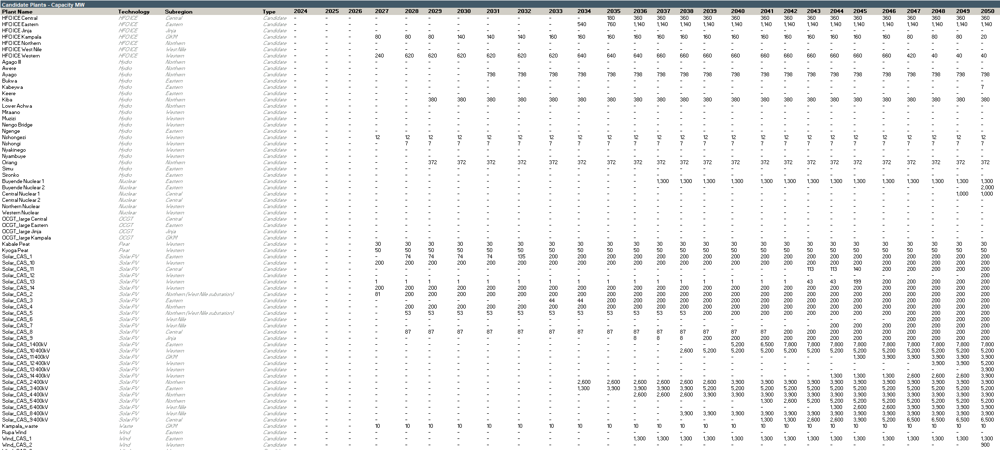 Candidate Plants - Capacity MW
Plant Name Technology Subregion Type 2024 2025 2026 2027 2028 2029 2030 2031 2032 2033 2034 2035 2036 2037 2038 2039 2040 2041 2042 2043 2044 2045 2046 2047 2048 2049 2050
HFO ICE Central HFO ICE Central Candidate - - - - - - - - - - - 180 360 360 360 360 360 360 360 360 360 360 360 360 360 360 360
HFO ICE Eastern HFO ICE Eastern Candidate - - - - - - - - - - 540 760 1,140 1,140 1,140 1,140 1,140 1,140 1,140 1,140 1,140 1,140 1,140 1,140 1,140 1,140 1,140
HFO ICE Jinja HFO ICE Jinja Candidate - - - - - - - - - - - - - - - - - - - - - - - - - - -
HFO ICE Kampala HFO ICE GKM Candidate - - - 80 80 80 140 140 140 160 160 160 160 160 160 160 160 160 160 160 160 160 160 80 80 80 20
HFO ICE Northern HFO ICE Northern Candidate - - - - - - - - - - - - - - - - - - - - - - - - - - -
HFO ICE West Nile HFO ICE West Nile Candidate - - - - - - - - - - - - - - - - - - - - - - - - - - -
HFO ICE Western HFO ICE Western Candidate - - - 240 620 620 620 620 620 620 640 640 640 660 660 660 660 660 660 660 660 660 660 420 40 40 40
Agago III Hydro Northern Candidate - - - - - - - - - - - - - - - - - - - - - - - - - - -
Awere Hydro Northern Candidate - - - - - - - - - - - - - - - - - - - - - - - - - - -
Ayago Hydro Northern Candidate - - - - - - - 798 798 798 798 798 798 798 798 798 798 798 798 798 798 798 798 798 798 798 798
Bukwa Hydro Eastern Candidate - - - - - - - - - - - - - - - - - - - - - - - - - - -
Kabeywa Hydro Eastern Candidate - - - - - - - - - - - - - - - - - - - - - - - - - - 7
Keere Hydro Eastern Candidate - - - - - - - - - - - - - - - - - - - - - - - - - - -
Kiba Hydro Northern Candidate - - - - - 380 380 380 380 380 380 380 380 380 380 380 380 380 380 380 380 380 380 380 380 380 380
Lower Achwa Hydro Northern Candidate - - - - - - - - - - - - - - - - - - - - - - - - - - -
Mitaano Hydro Western Candidate - - - - - - - - - - - - - - - - - - - - - - - - - - -
Muzizi Hydro Western Candidate - - - - - - - - - - - - - - - - - - - - - - - - - - -
Nengo Bridge Hydro Western Candidate - - - - - - - - - - - - - - - - - - - - - - - - - - -
Ngenge Hydro Eastern Candidate - - - - - - - - - - - - - - - - - - - - - - - - - - -
Nshongezi Hydro Western Candidate - - - 12 12 12 12 12 12 12 12 12 12 12 12 12 12 12 12 12 12 12 12 12 12 12 12
Nshongi Hydro Western Candidate - - - - 7 7 7 7 7 7 7 7 7 7 7 7 7 7 7 7 7 7 7 7 7 7 7
Nyakinego Hydro Western Candidate - - - - - - - - - - - - - - - - - - - - - - - - - - -
Nyambuye Hydro Western Candidate - - - - - - - - - - - - - - - - - - - - - - - - - - -
Oriang Hydro Northern Candidate - - - - - 372 372 372 372 372 372 372 372 372 372 372 372 372 372 372 372 372 372 372 372 372 372
Simu Hydro Eastern Candidate - - - - - - - - - - - - - - - - - - - - - - - - - - -
Sironko Hydro Eastern Candidate - - - - - - - - - - - - - - - - - - - - - - - - - - -
Buyende Nuclear 1 Nuclear Eastern Candidate - - - - - - - - - - - - - 1,300 1,300 1,300 1,300 1,300 1,300 1,300 1,300 1,300 1,300 1,300 1,300 1,300 1,300
Buyende Nuclear 2 Nuclear Eastern Candidate - - - - - - - - - - - - - - - - - - - - - - - - - - 2,000
Central Nuclear 1 Nuclear Central Candidate - - - - - - - - - - - - - - - - - - - - - - - - - 1,000 1,000
Central Nuclear 2 Nuclear Central Candidate - - - - - - - - - - - - - - - - - - - - - - - - - - -
Northern Nuclear Nuclear Northern Candidate - - - - - - - - - - - - - - - - - - - - - - - - - - -
Western Nuclear Nuclear Western Candidate - - - - - - - - - - - - - - - - - - - - - - - - - - -
OCGT_large Central OCGT Central Candidate - - - - - - - - - - - - - - - - - - - - - - - - - - -
OCGT_large Eastern OCGT Eastern Candidate - - - - - - - - - - - - - - - - - - - - - - - - - - -
OCGT_large Jinja OCGT Jinja Candidate - - - - - - - - - - - - - - - - - - - - - - - - - - -
OCGT_large Kampala OCGT GKM Candidate - - - - - - - - - - - - - - - - - - - - - - - - - - -
Kabale Peat Peat Western Candidate - - - 30 30 30 30 30 30 30 30 30 30 30 30 30 30 30 30 30 30 30 30 30 30 30 30
Kyoga Peat Peat Western Candidate - - - 50 50 50 50 50 50 50 50 50 50 50 50 50 50 50 50 50 50 50 50 50 50 50 50
Solar_CAS_1 Solar PV Eastern Candidate - - - - 74 74 74 74 135 200 200 200 200 200 200 200 200 200 200 200 200 200 200 200 200 200 200
Solar_CAS_10 Solar PV Western Candidate - - - 200 200 200 200 200 200 200 200 200 200 200 200 200 200 200 200 200 200 200 200 200 200 200 200
Solar_CAS_11 Solar PV Central Candidate - - - - - - - - - - - - - - - - - - - 113 113 140 200 200 200 200 200
Solar_CAS_12 Solar PV Western Candidate - - - - - - - - - - - - - - - - - - - - - - - - - - 200
Solar_CAS_13 Solar PV Western Candidate - - - 1 1 1 1 1 1 1 1 1 1 1 1 1 1 1 1 43 43 199 200 200 200 200 200
Solar_CAS_14 Solar PV Western Candidate - - - 200 200 200 200 200 200 200 200 200 200 200 200 200 200 200 200 200 200 200 200 200 200 200 200
Solar_CAS_2 Solar PV Northern (West Nile substation) Candidate - - - 81 200 200 200 200 200 200 200 200 200 200 200 200 200 200 200 200 200 200 200 200 200 200 200
Solar_CAS_3 Solar PV Eastern Candidate - - - - - - - - - 44 44 200 200 200 200 200 200 200 200 200 200 200 200 200 200 200 200
Solar_CAS_4 Solar PV Northern Candidate - - - - 200 200 200 200 200 200 200 200 200 200 200 200 200 200 200 200 200 200 200 200 200 200 200
Solar_CAS_5 Solar PV Northern (West Nile substation) Candidate - - - - 53 53 53 53 53 53 53 53 53 53 53 200 200 200 200 200 200 200 200 200 200 200 200
Solar_CAS_6 Solar PV West Nile Candidate - - - - - - - - - - - - - - - - - - - - - - - 200 200 200 200
Solar_CAS_7 Solar PV West Nile Candidate - - - - - - - - - - - - - - - - - - - - 200 200 200 200 200 200 200
Solar_CAS_8 Solar PV Central Candidate - - - - 87 87 87 87 87 87 87 87 87 87 87 87 87 87 200 200 200 200 200 200 200 200 200
Solar_CAS_9 Solar PV Jinja Candidate - - - - - - - - - - - - 8 8 8 200 200 200 200 200 200 200 200 200 200 200 200
Solar_CAS_1 400kV Solar PV Eastern Candidate - - - - - - - - - - - - - - - - 5,200 6,500 7,800 7,800 7,800 7,800 7,800 7,800 7,800 7,800 7,800
Solar_CAS_10 400kV Solar PV Western Candidate - - - - - - - - - - - - - - 2,600 5,200 5,200 5,200 5,200 5,200 5,200 5,200 5,200 5,200 5,200 5,200 5,200
Solar_CAS_11 400kV Solar PV GKM Candidate - - - - - - - - - - - - - - - - - - - - - 1,300 3,900 3,900 3,900 3,900 3,900
Solar_CAS_12 400kV Solar PV Western Candidate - - - - - - - - - - - - - - - - - - - - - - - - 3,900 3,900 5,200
Solar_CAS_13 400kV Solar PV Western Candidate - - - - - - - - - - - - - - - - - - - - - - - - - - 3,900
Solar_CAS_14 400kV Solar PV Western Candidate - - - - - - - - - - - - - - - - - - - - 1,300 1,300 1,300 2,600 2,600 2,600 3,900
Solar_CAS_2 400kV Solar PV Northern Candidate - - - - - - - - - - 2,600 2,600 2,600 2,600 2,600 2,600 3,900 3,900 3,900 3,900 3,900 3,900 3,900 3,900 3,900 3,900 3,900
Solar_CAS_3 400kV Solar PV Eastern Candidate - - - - - - - - - - 1,300 3,900 3,900 3,900 3,900 5,200 5,200 5,200 5,200 5,200 5,200 5,200 5,200 5,200 5,200 5,200 5,200
Solar_CAS_4 400kV Solar PV Northern Candidate - - - - - - - - - - - - 2,600 2,600 2,600 3,900 3,900 3,900 3,900 3,900 3,900 3,900 3,900 3,900 3,900 3,900 3,900
Solar_CAS_5 400kV Solar PV Northern Candidate - - - - - - - - - - - - - - - - - 1,300 2,600 5,200 5,200 5,200 5,200 5,200 5,200 5,200 5,200
Solar_CAS_6 400kV Solar PV West Nile Candidate - - - - - - - - - - - - - - - - - - - - 1,300 2,600 2,600 3,900 3,900 3,900 3,900
Solar_CAS_8 400kV Solar PV West Nile Candidate - - - - - - - - - - - - - - 3,900 3,900 3,900 3,900 3,900 3,900 3,900 3,900 3,900 3,900 3,900 3,900 3,900
Solar_CAS_9 400kV Solar PV Central Candidate - - - - - - - - - - - - - - - - - 1,300 1,300 2,600 2,600 3,900 5,200 6,500 6,500 6,500 6,500
Kampala_waste Waste GKM Candidate - - - 10 10 10 10 10 10 10 10 10 10 10 10 10 10 10 10 10 10 10 10 10 10 10 10
Rupa Wind Wind Eastern Candidate - - - - - - - - - - - - - - - - - - - - - - - - - - -
Wind_CAS_1 Wind Eastern Candidate - - - - - - - - - - - - 1,300 1,300 1,300 1,300 1,300 1,300 1,300 1,300 1,300 1,300 1,300 1,300 1,300 1,300 1,300
Wind_CAS_2 Wind Western Candidate - - - - - - - - - - - - - - - - - - - - - - - - - - 900